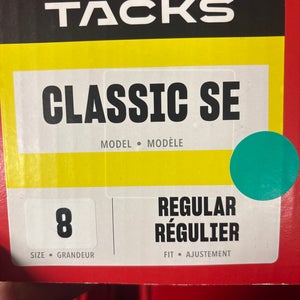 TACKS
CLASSIC SE
MODEL • MODÈLE
8
SIZE • GRANDEUR
REGULAR
RÉGULIER
FIT • AJUSTEMENT